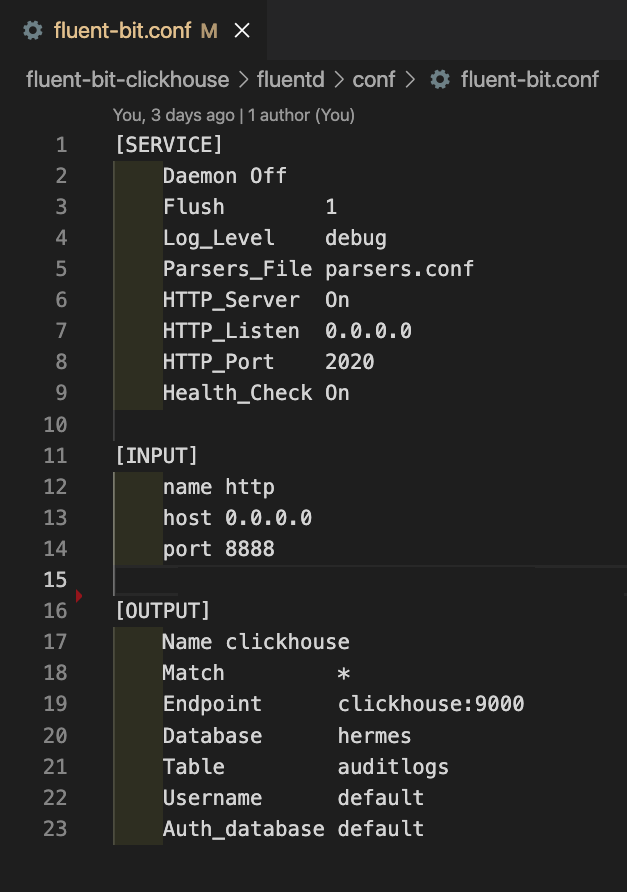 fluent-bit.conf M
fluent-bit-clickhouse > fluentd > conf > fluent-bit.conf
You, 3 days ago | 1 author (You)
1 [SERVICE]
2     Daemon Off
3     Flush        1
4     Log_Level    debug
5     Parsers_File parsers.conf
6     HTTP_Server  On
7     HTTP_Listen  0.0.0.0
8     HTTP_Port    2020
9     Health_Check On
10
11 [INPUT]
12     name http
13     host 0.0.0.0
14     port 8888
15
16 [OUTPUT]
17     Name clickhouse
18     Match         *
19     Endpoint      clickhouse:9000
20     Database      hermes
21     Table         auditlogs
22     Username      default
23     Auth_database default